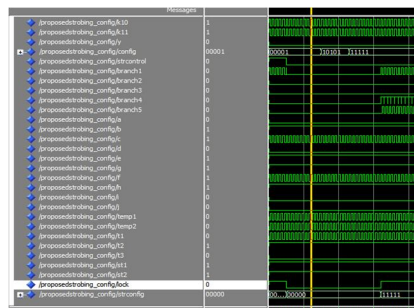 Messages
/proposedstrobing_config/k10 1
/proposedstrobing_config/k11 1
/proposedstrobing_config/y 0
/proposedstrobing_config/config 00001 00001 10101 11111
/proposedstrobing_config/strcontrol 0
/proposedstrobing_config/branch1 0
/proposedstrobing_config/branch2 0
/proposedstrobing_config/branch3 0
/proposedstrobing_config/branch4 0
/proposedstrobing_config/branch5 0
/proposedstrobing_config/a 0
/proposedstrobing_config/b 1
/proposedstrobing_config/c 1
/proposedstrobing_config/d 0
/proposedstrobing_config/e 1
/proposedstrobing_config/g 1
/proposedstrobing_config/f 1
/proposedstrobing_config/h 1
/proposedstrobing_config/i 0
/proposedstrobing_config/j 0
/proposedstrobing_config/temp1 0
/proposedstrobing_config/temp2 0
/proposedstrobing_config/t1 0
/proposedstrobing_config/t2 1
/proposedstrobing_config/t3 0
/proposedstrobing_config/st1 1
/proposedstrobing_config/st2 1
/proposedstrobing_config/lock 0
/proposedstrobing_config/strconfig 00000 00... 00000 11111